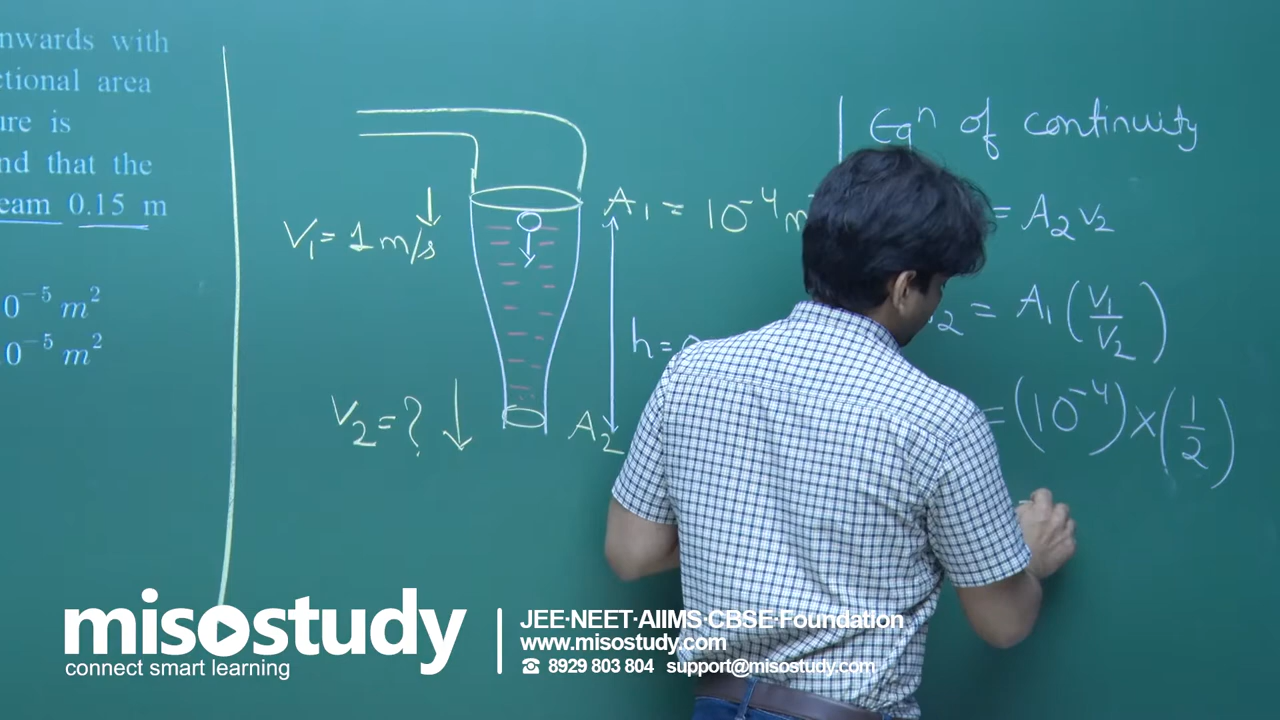 nwards with
ctional area
ure is
nd that the
eam 0.15 m
0⁻⁵ m²
0⁻⁵ m²
V₁ = 1 m/s
A₁ = 10⁻⁴ m
h =
V₂ = ?
A₂
Eqⁿ of continuity
= A₂ v₂
₂ = A₁ (V₁/V₂)
= (10⁻⁴) × (1/2)
misostudy
connect smart learning
JEE·NEET·AIIMS·CBSE·Foundation
www.misostudy.com
☎ 8929 803 804 support@misostudy.com